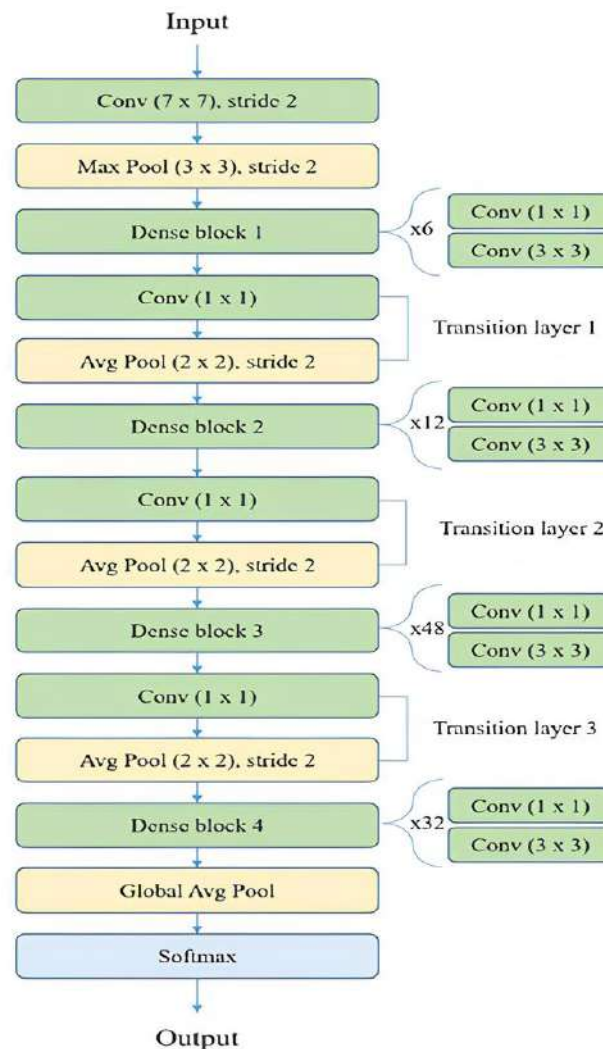 Input
Conv (7 x 7), stride 2
Max Pool (3 x 3), stride 2
Dense block 1
x6
Conv (1 x 1)
Conv (3 x 3)
Conv (1 x 1)
Transition layer 1
Avg Pool (2 x 2), stride 2
Dense block 2
x12
Conv (1 x 1)
Conv (3 x 3)
Conv (1 x 1)
Transition layer 2
Avg Pool (2 x 2), stride 2
Dense block 3
x48
Conv (1 x 1)
Conv (3 x 3)
Conv (1 x 1)
Transition layer 3
Avg Pool (2 x 2), stride 2
Dense block 4
x32
Conv (1 x 1)
Conv (3 x 3)
Global Avg Pool
Softmax
Output